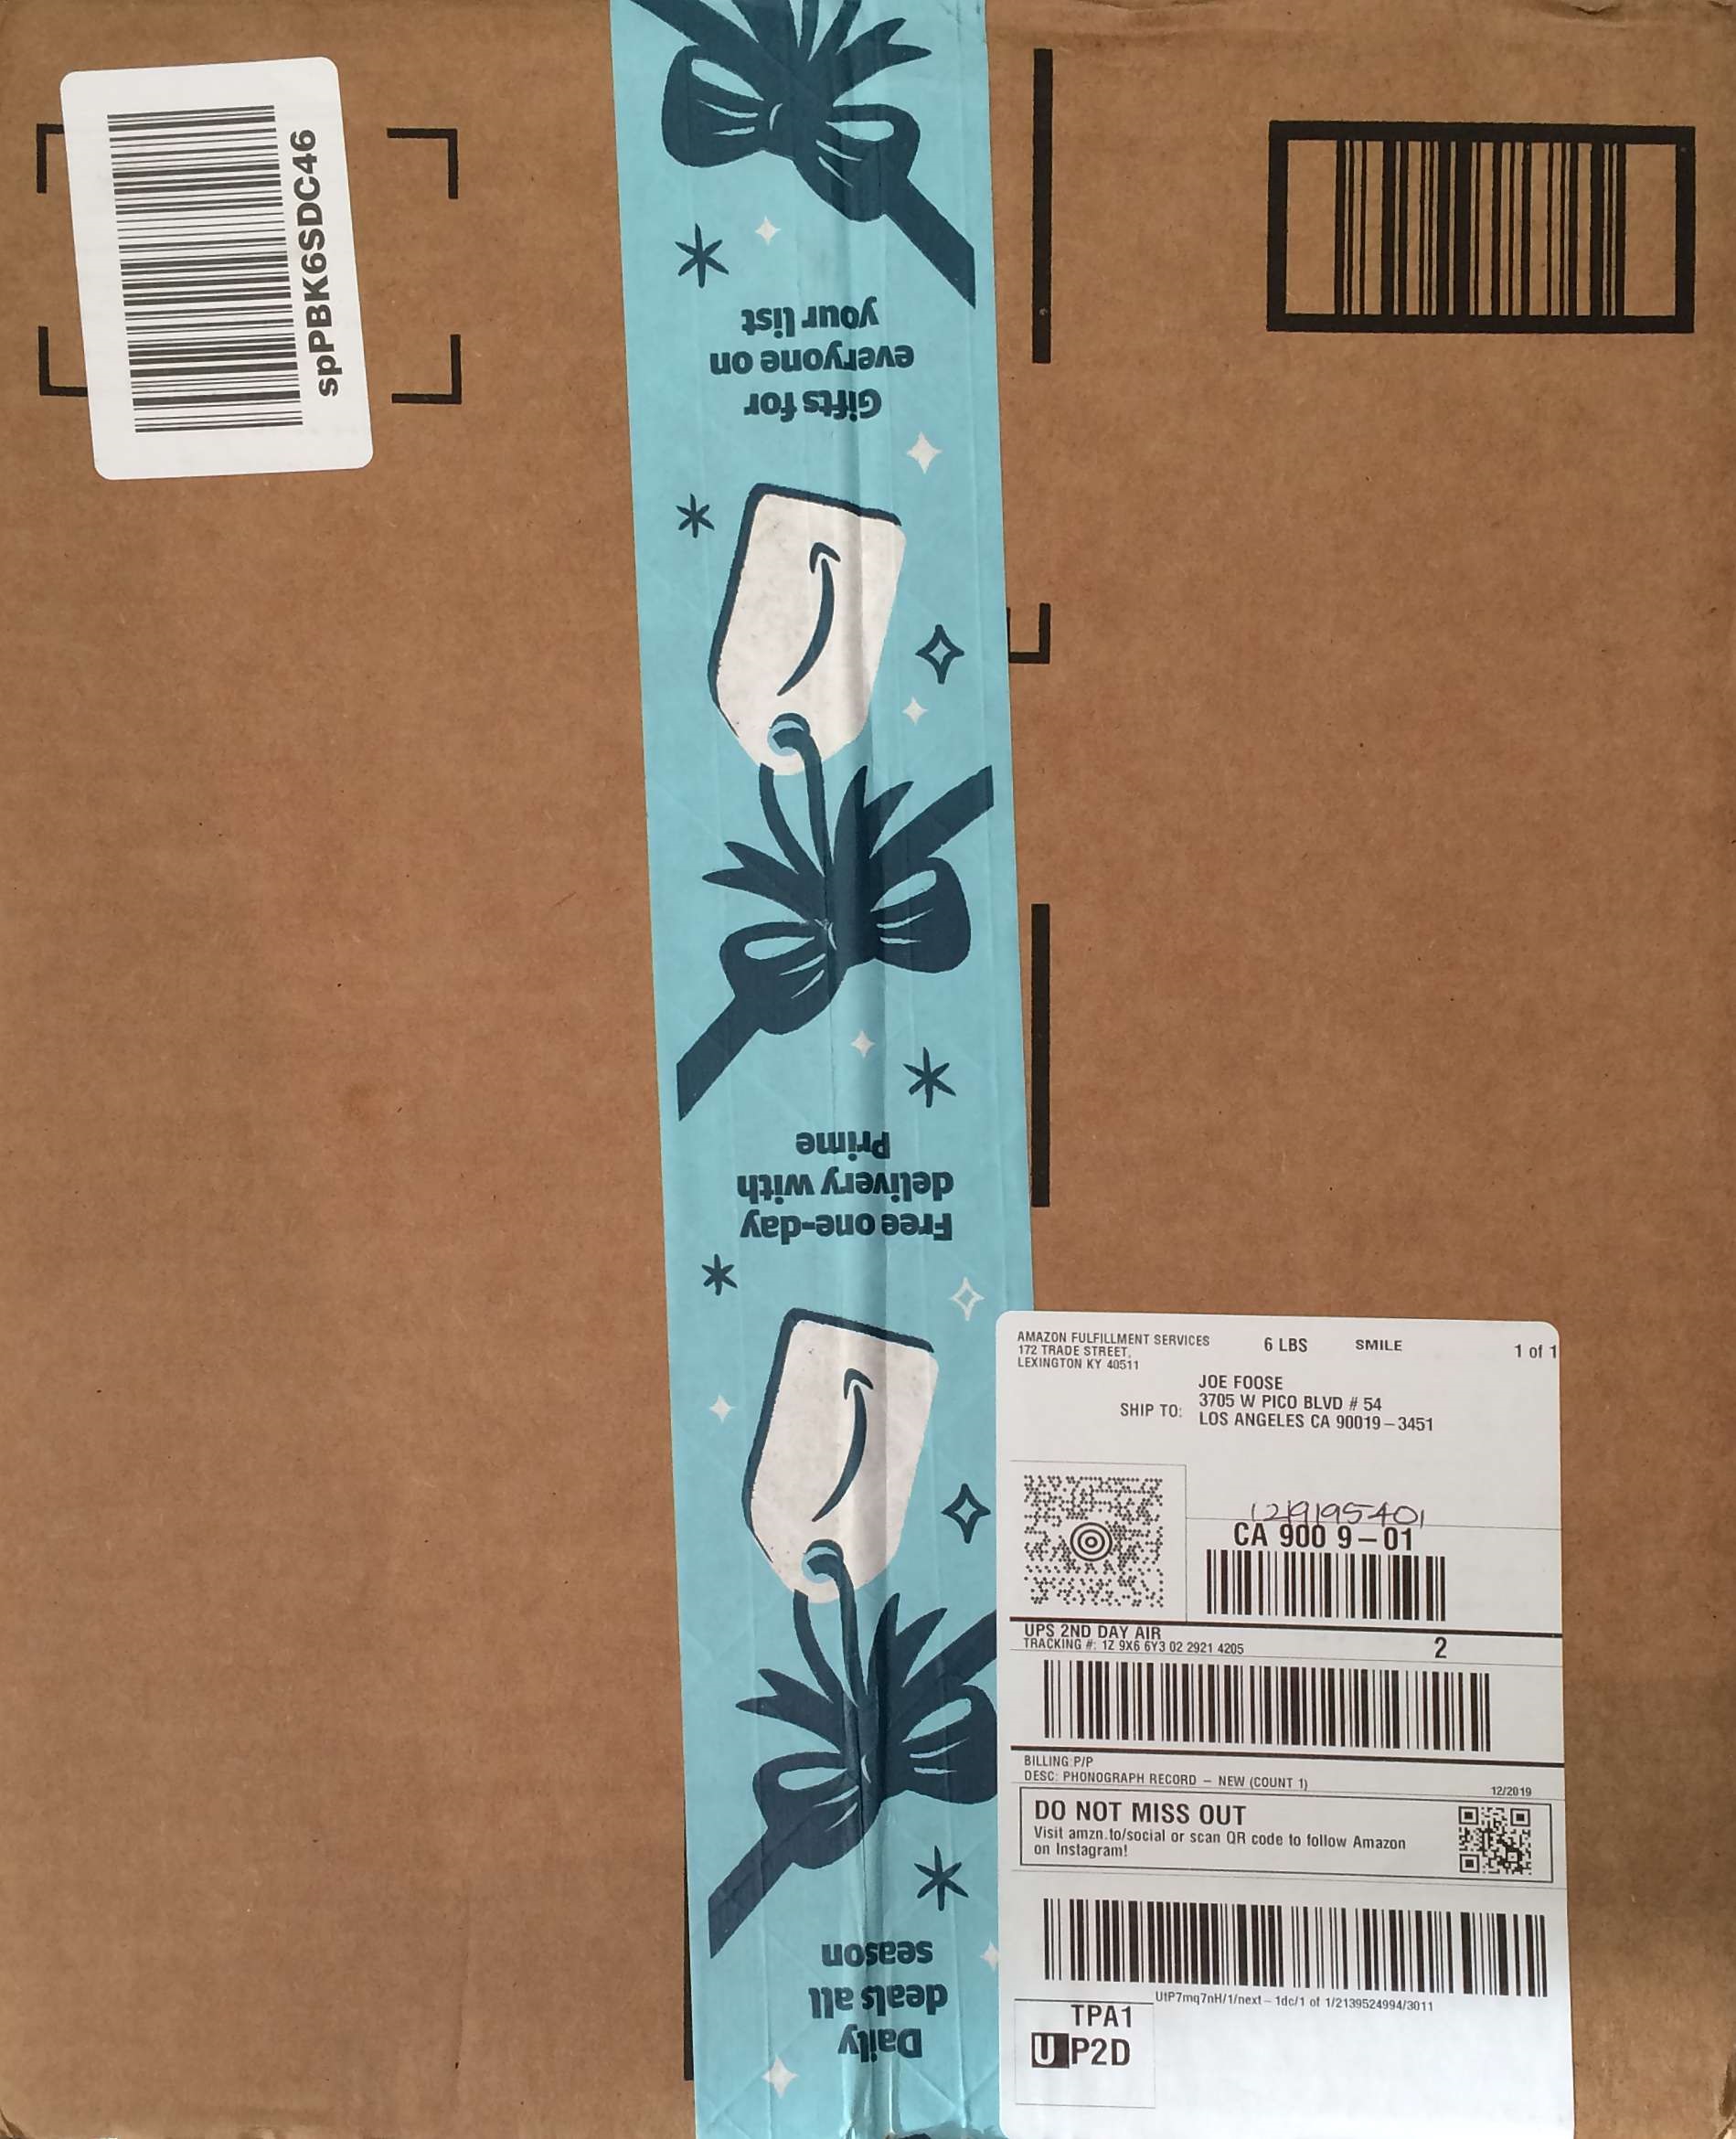 spPBK6SDC46
Gifts for
everyone on
your list
Free one-day
delivery with
Prime
Daily
deals all
season
AMAZON FULFILLMENT SERVICES
172 TRADE STREET,
LEXINGTON KY 40511
6 LBS
SMILE
1 of 1
SHIP TO:
JOE FOOSE
3705 W PICO BLVD # 54
LOS ANGELES CA 90019-3451
129195401
CA 900 9-01
UPS 2ND DAY AIR
TRACKING #: 1Z 9X6 6Y3 02 2921 4205
2
BILLING:P/P
DESC: PHONOGRAPH RECORD - NEW (COUNT 1)
12/2019
DO NOT MISS OUT
Visit amzn.to/social or scan QR code to follow Amazon
on Instagram!
UtP7mq7nH/1/next-1dc/1 of 1/2139524994/3011
TPA1
UP2D